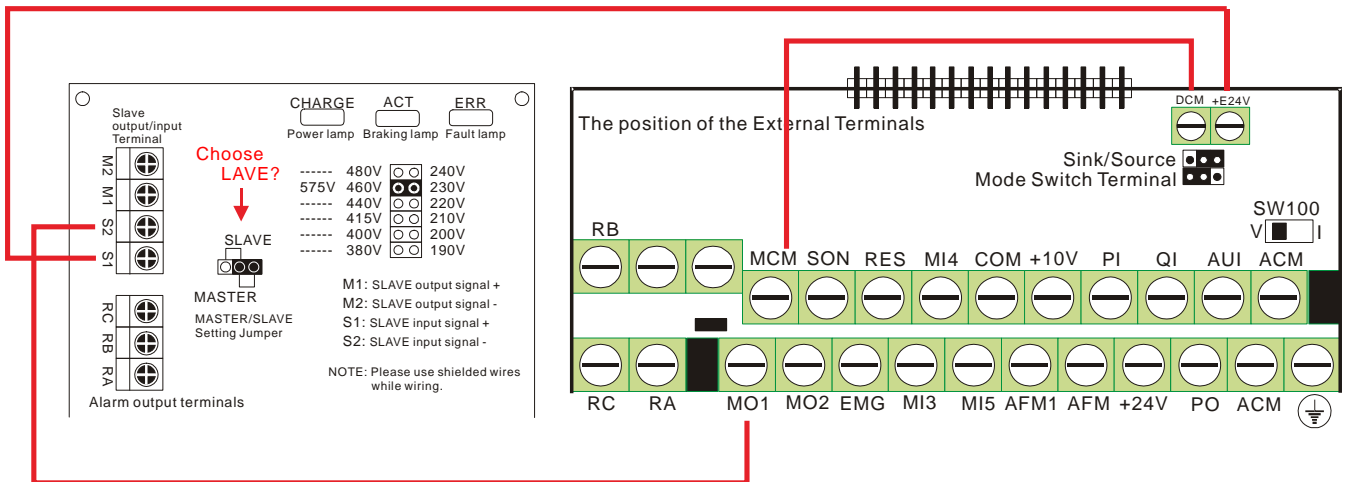 Slave
output/input
Terminal
M2
M1
S2
S1
RC
RB
RA
Alarm output terminals
Choose
LAVE?
SLAVE
MASTER
MASTER/SLAVE
Setting Jumper
CHARGE ACT ERR
Power lamp Braking lamp Fault lamp
------ 480V 240V
575V 460V 230V
------ 440V 220V
------ 415V 210V
------ 400V 200V
------ 380V 190V
M1: SLAVE output signal +
M2: SLAVE output signal -
S1: SLAVE input signal +
S2: SLAVE input signal -
NOTE: Please use shielded wires
while wiring.
The position of the External Terminals
DCM +E24V
Sink/Source
Mode Switch Terminal
SW100
V I
RB
MCM SON RES MI4 COM +10V PI QI AUI ACM
RC RA MO1 MO2 EMG MI3 MI5 AFM1 AFM +24V PO ACM